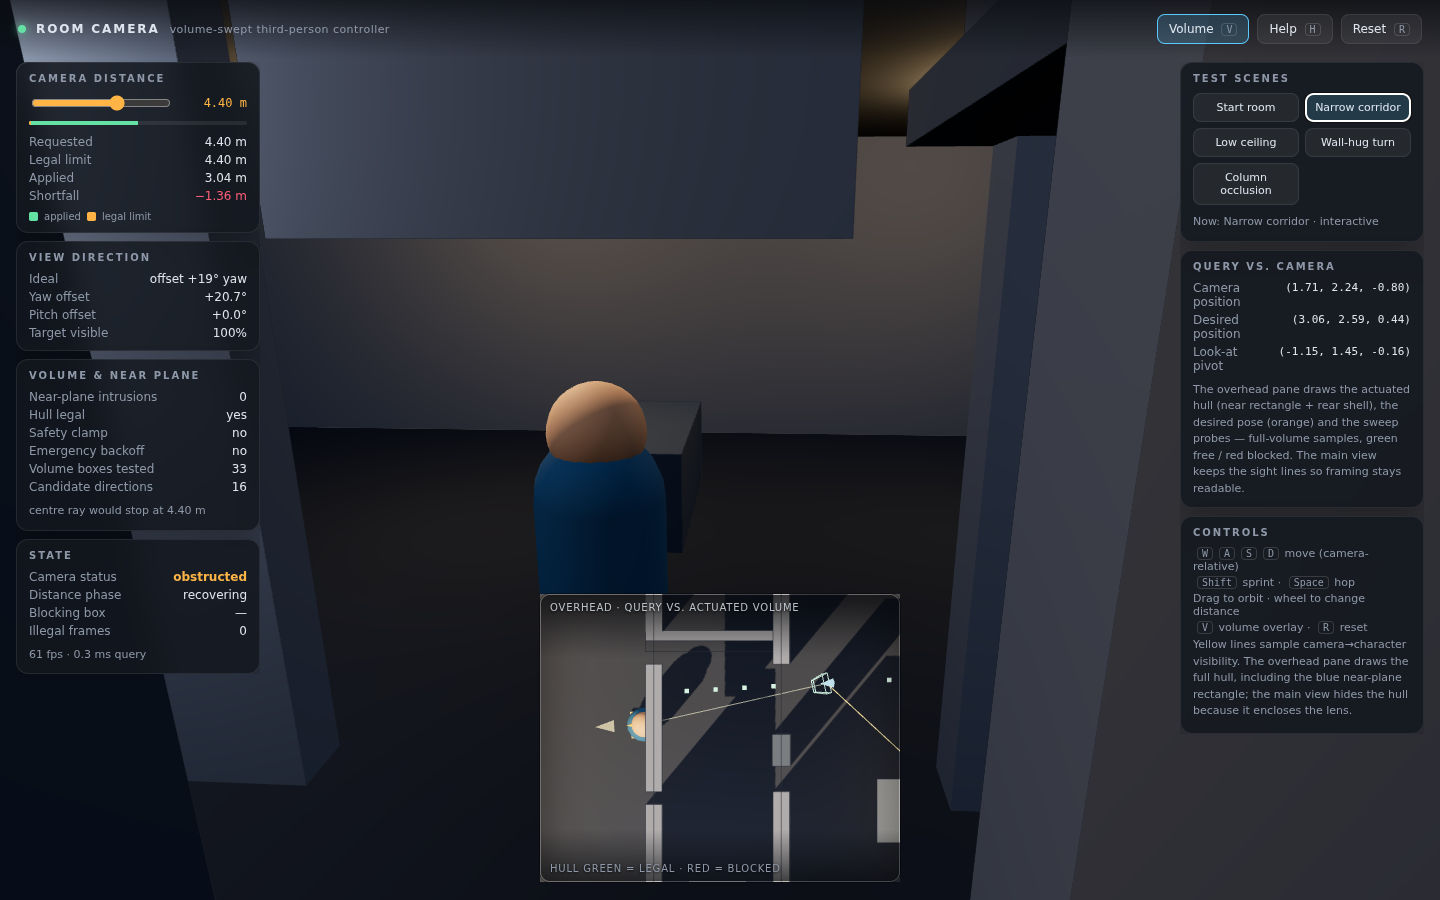 ROOM CAMERA volume-swept third-person controller
Volume V Help H Reset R
CAMERA DISTANCE
4.40 m
Requested 4.40 m
Legal limit 4.40 m
Applied 3.04 m
Shortfall −1.36 m
applied legal limit
VIEW DIRECTION
Ideal offset +19° yaw
Yaw offset +20.7°
Pitch offset +0.0°
Target visible 100%
VOLUME & NEAR PLANE
Near-plane intrusions 0
Hull legal yes
Safety clamp no
Emergency backoff no
Volume boxes tested 33
Candidate directions 16
centre ray would stop at 4.40 m
STATE
Camera status obstructed
Distance phase recovering
Blocking box —
Illegal frames 0
61 fps · 0.3 ms query
OVERHEAD · QUERY VS. ACTUATED VOLUME
HULL GREEN = LEGAL · RED = BLOCKED
TEST SCENES
Start room Narrow corridor
Low ceiling Wall-hug turn
Column
occlusion
Now: Narrow corridor · interactive
QUERY VS. CAMERA
Camera (1.71, 2.24, -0.80)
position
Desired (3.06, 2.59, 0.44)
position
Look-at (-1.15, 1.45, -0.16)
pivot
The overhead pane draws the actuated
hull (near rectangle + rear shell), the
desired pose (orange) and the sweep
probes — full-volume samples, green
free / red blocked. The main view
keeps the sight lines so framing stays
readable.
CONTROLS
W A S D move (camera-
relative)
Shift sprint · Space hop
Drag to orbit · wheel to change
distance
V volume overlay · R reset
Yellow lines sample camera→character
visibility. The overhead pane draws the
full hull, including the blue near-plane
rectangle; the main view hides the hull
because it encloses the lens.